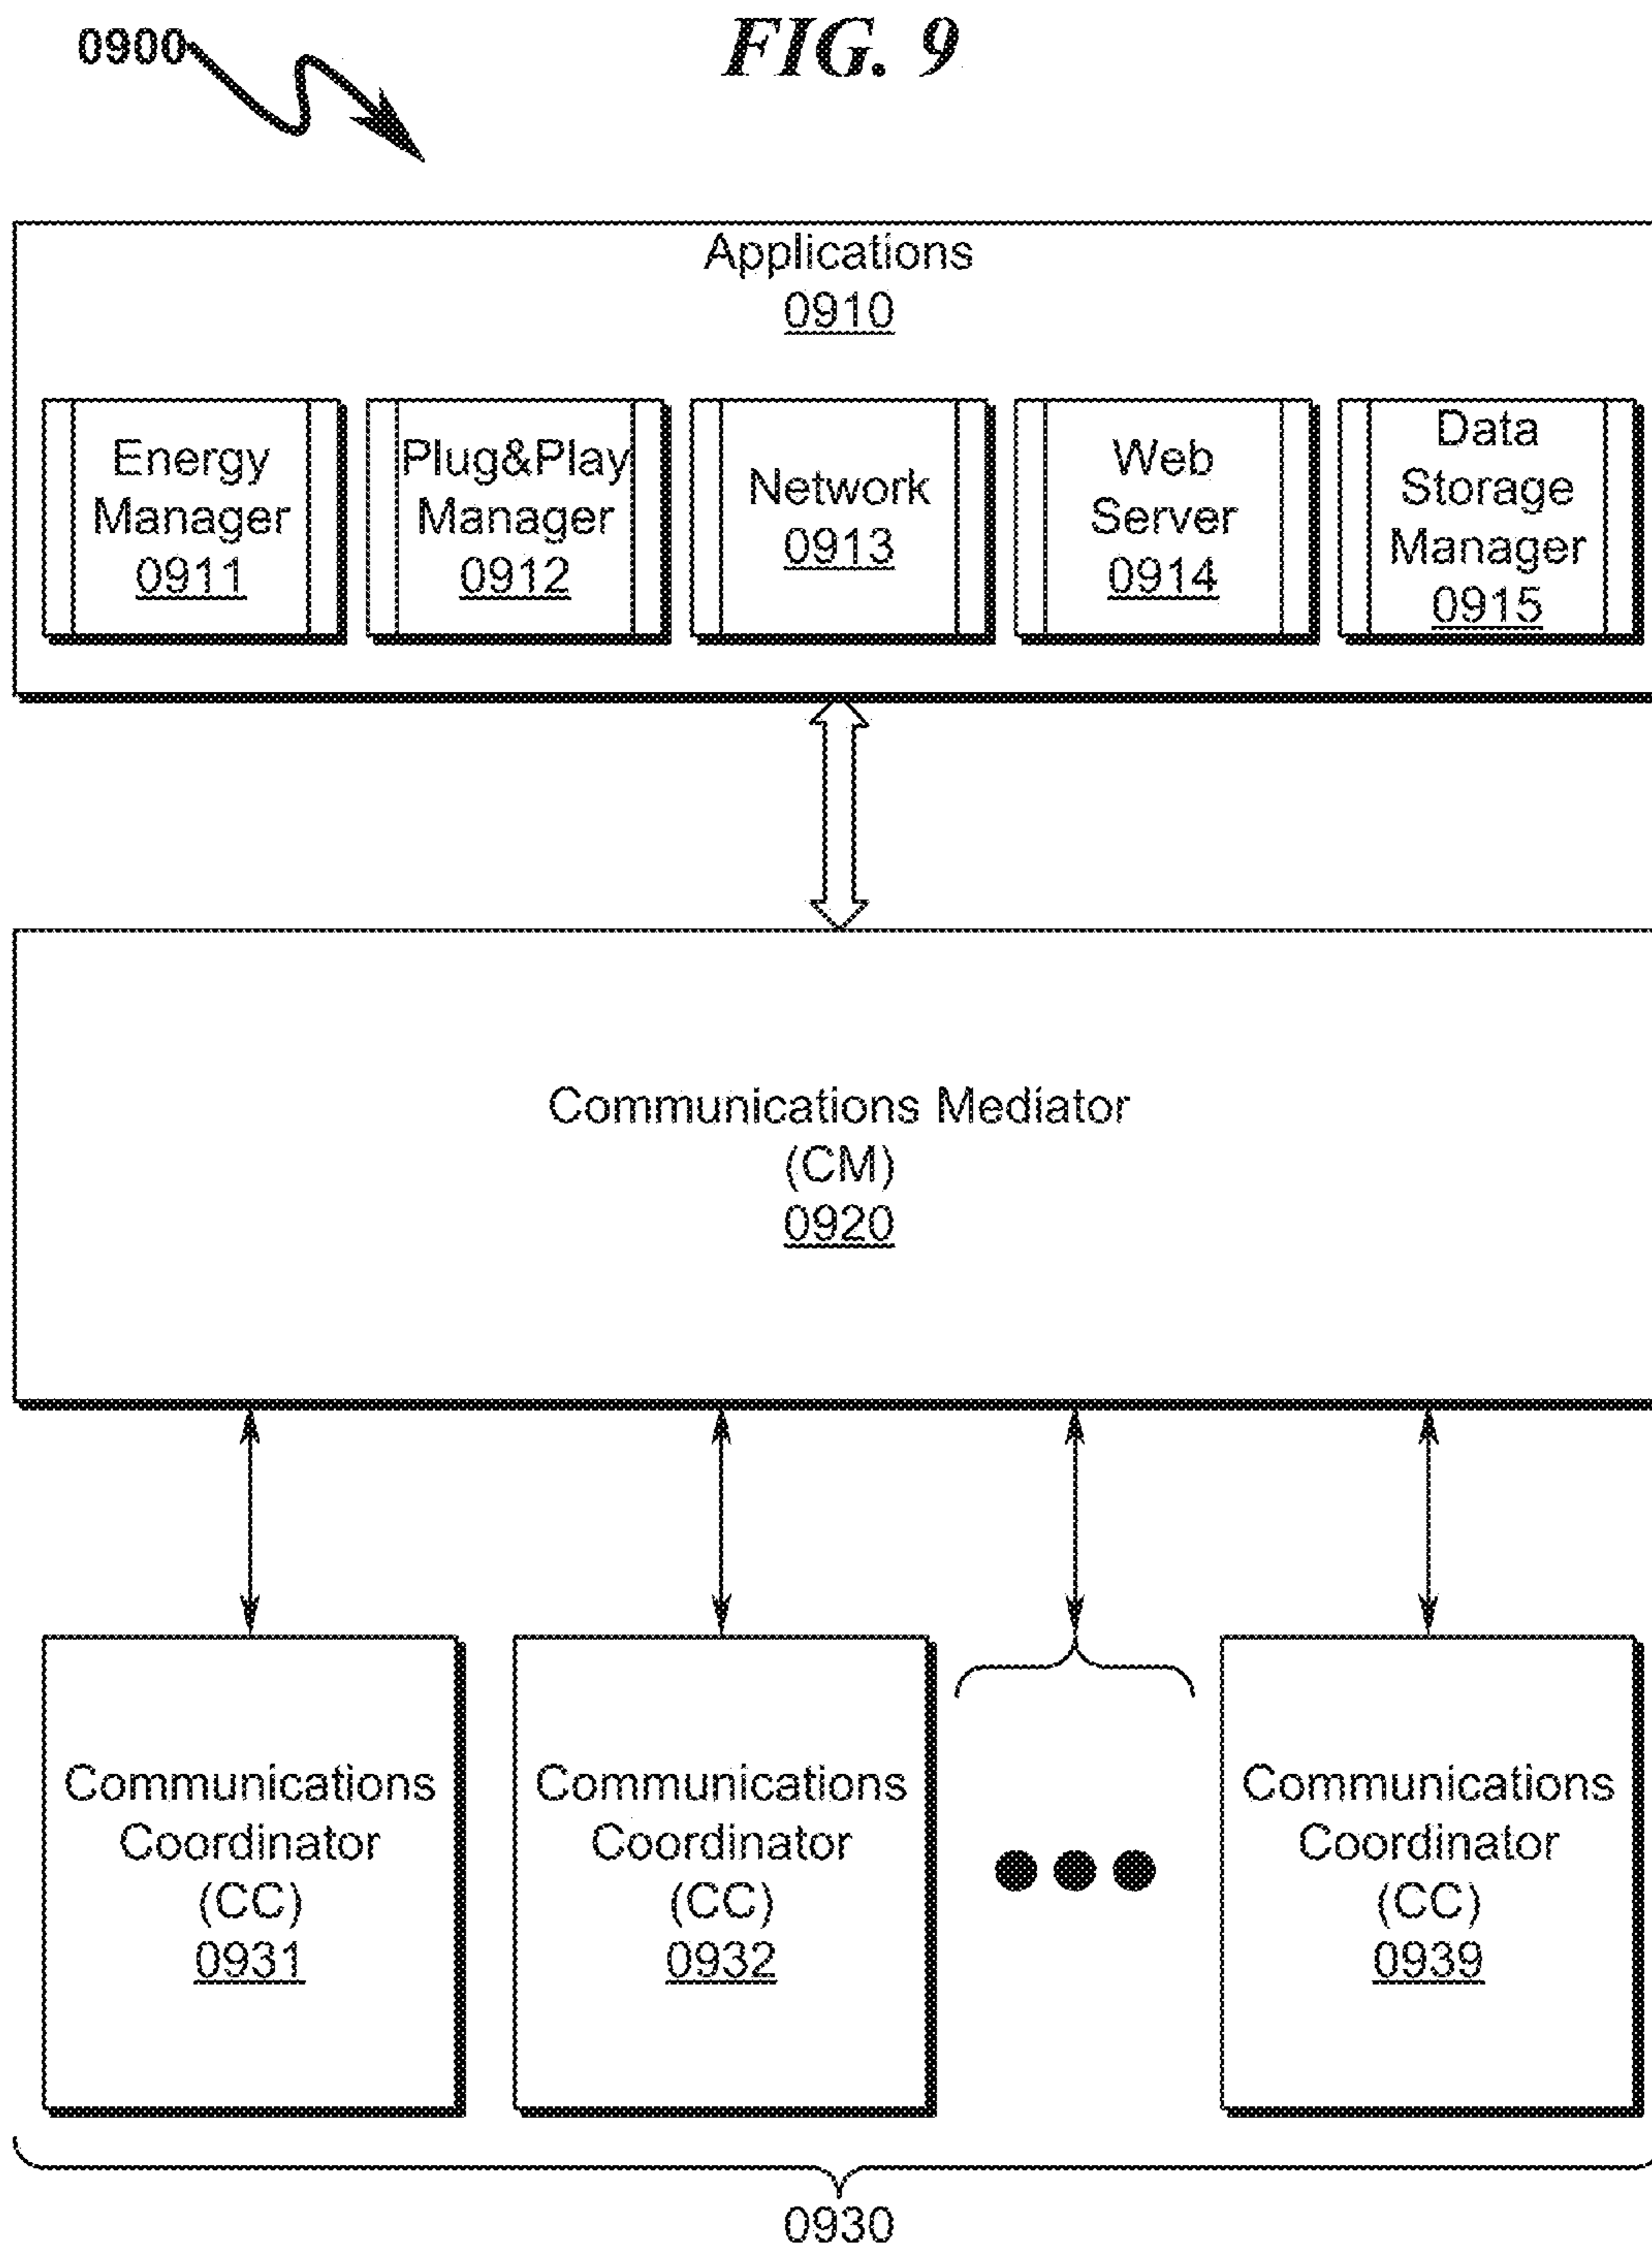 0900
FIG. 9
Applications
0910
Energy
Manager
0911
Plug&Play
Manager
0912
Network
0913
Web
Server
0914
Data
Storage
Manager
0915
Communications Mediator
(CM)
0920
Communications
Coordinator
(CC)
0931
Communications
Coordinator
(CC)
0932
Communications
Coordinator
(CC)
0939
0930